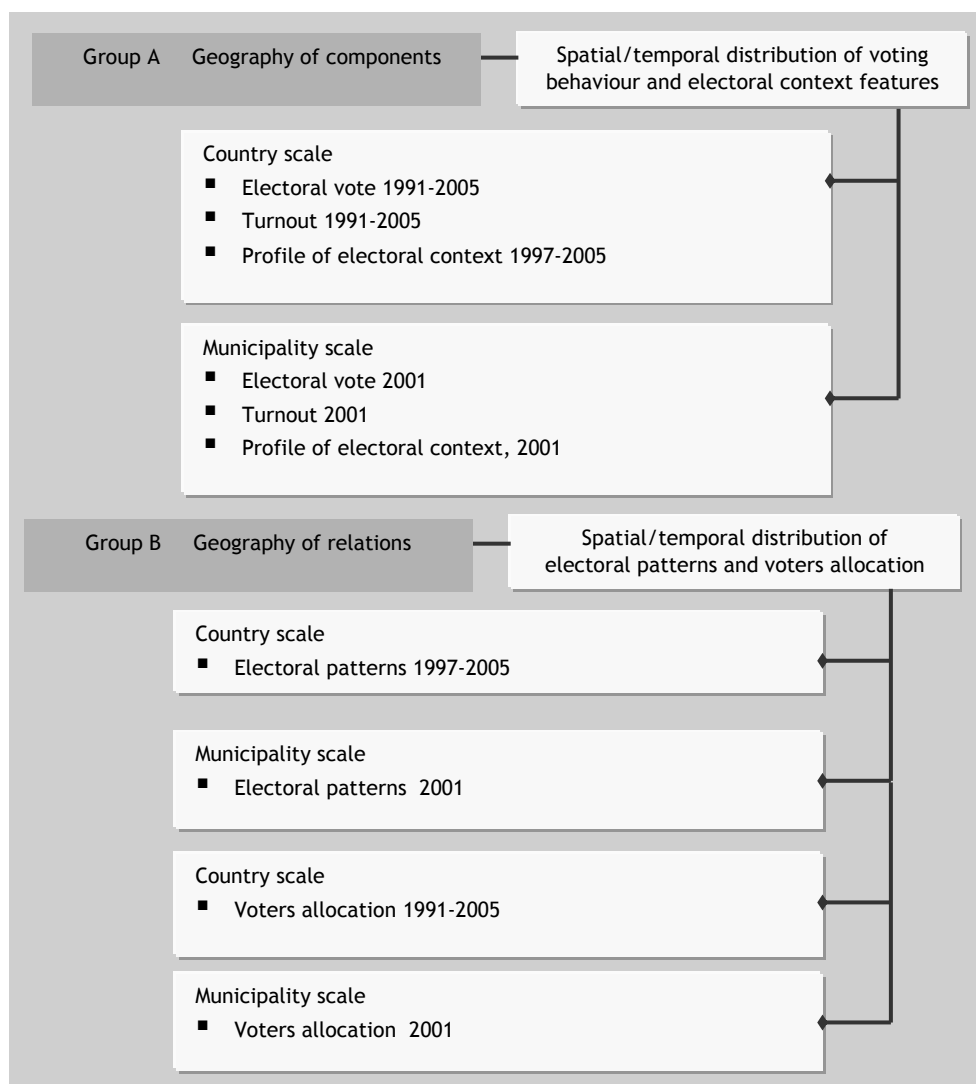 Group A Geography of components
Spatial/temporal distribution of voting
behaviour and electoral context features
Country scale
▪ Electoral vote 1991-2005
▪ Turnout 1991-2005
▪ Profile of electoral context 1997-2005
Municipality scale
▪ Electoral vote 2001
▪ Turnout 2001
▪ Profile of electoral context, 2001
Group B Geography of relations
Spatial/temporal distribution of
electoral patterns and voters allocation
Country scale
▪ Electoral patterns 1997-2005
Municipality scale
▪ Electoral patterns 2001
Country scale
▪ Voters allocation 1991-2005
Municipality scale
▪ Voters allocation 2001